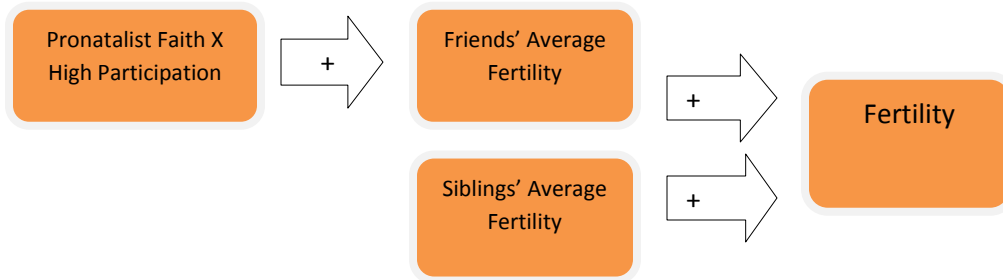 Pronatalist Faith X
High Participation
+
Friends’ Average
Fertility
+
Fertility
Siblings’ Average
Fertility
+